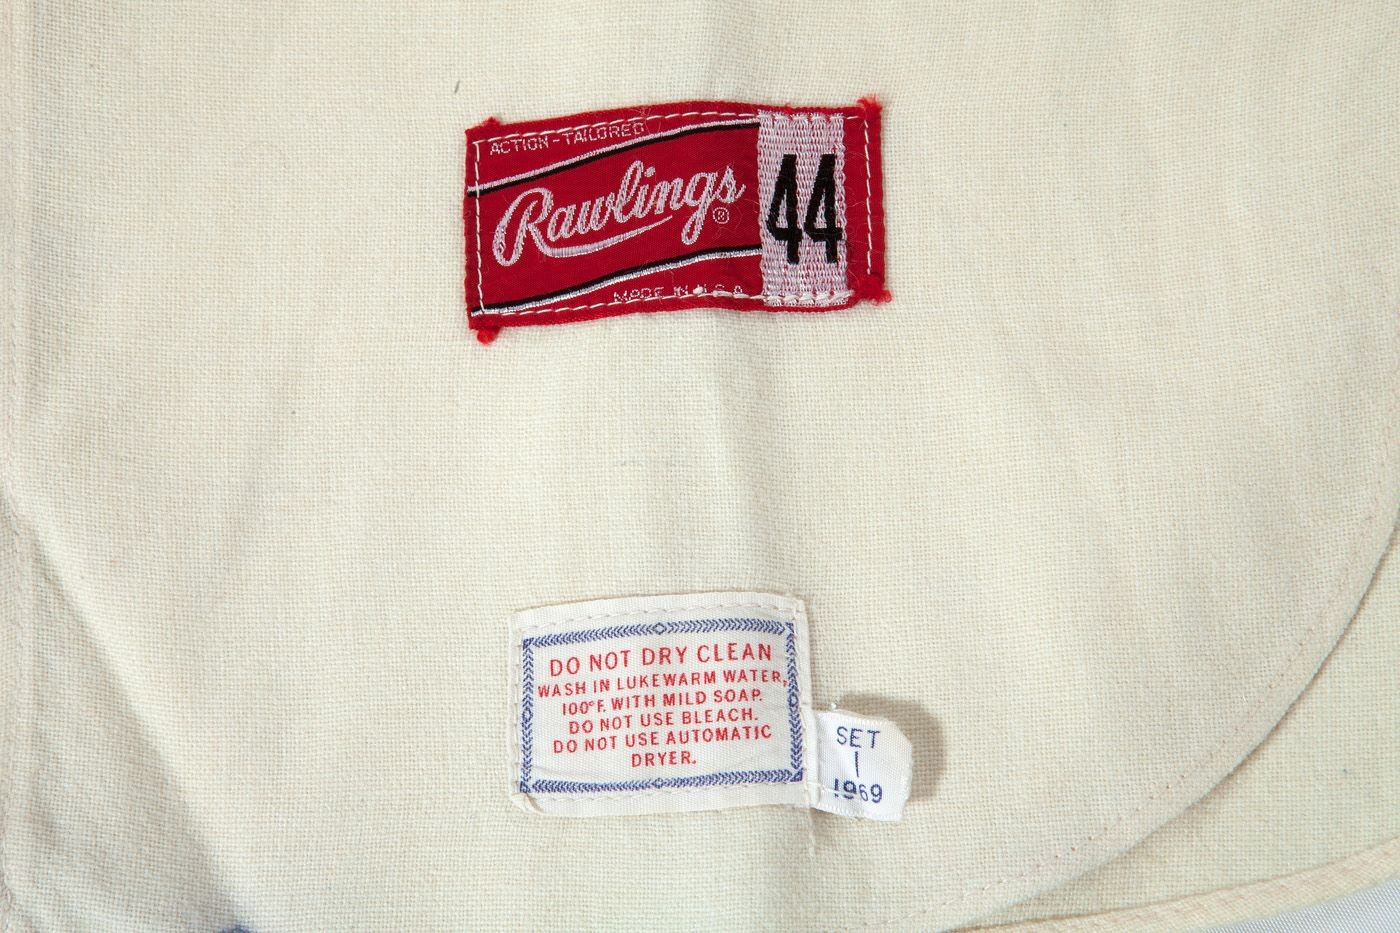 ACTION-TAILORED
Rawlings®
44
MADE IN U.S.A.
DO NOT DRY CLEAN
WASH IN LUKEWARM WATER,
100°F. WITH MILD SOAP.
DO NOT USE BLEACH.
DO NOT USE AUTOMATIC
DRYER.
SET
1
1969